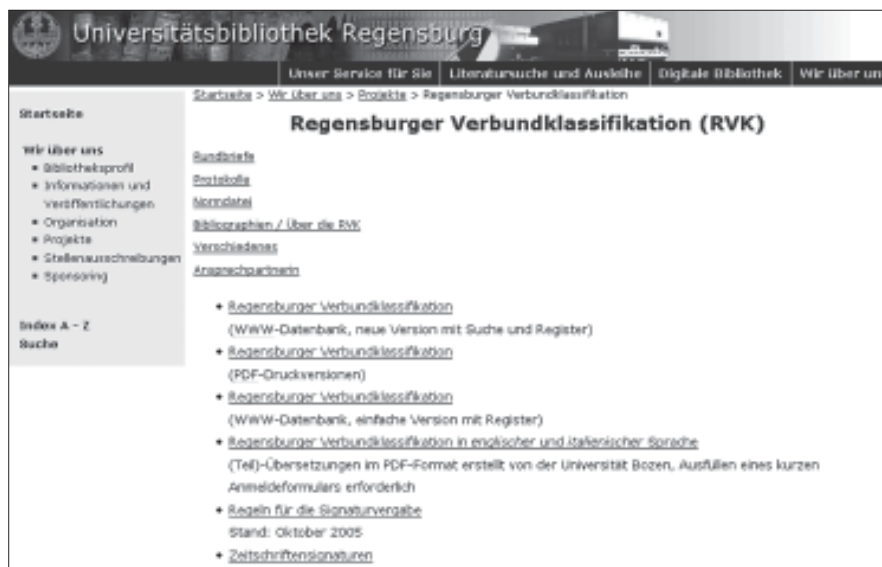 Universitätsbibliothek Regensburg
Unser Service für Sie | Literatursuche und Ausleihe | Digitale Bibliothek | Wir über un
Startseite > Wir über uns > Projekte > Regensburger Verbundklassifikation
Startseite
Wir über uns
• Bibliotheksprofil
• Informationen und
Veröffentlichungen
• Organisation
• Projekte
• Stellenausschreibungen
• Sponsoring
Index A - Z
Suche
Regensburger Verbundklassifikation (RVK)
Rundbriefe
Protokolle
Normdatei
Bibliographien / Über die RVK
Verschiedenes
Ansprechpartnerin
• Regensburger Verbundklassifikation
(WWW-Datenbank, neue Version mit Suche und Register)
• Regensburger Verbundklassifikation
(PDF-Druckversionen)
• Regensburger Verbundklassifikation
(WWW-Datenbank, einfache Version mit Register)
• Regensburger Verbundklassifikation in englischer und italienischer Sprache
(Teil)-Übersetzungen im PDF-Format erstellt von der Universität Bozen, Ausfüllen eines kurzen
Anmeldeformulars erforderlich
• Regeln für die Signaturvergabe
Stand: Oktober 2005
• Zeitschriftensignaturen